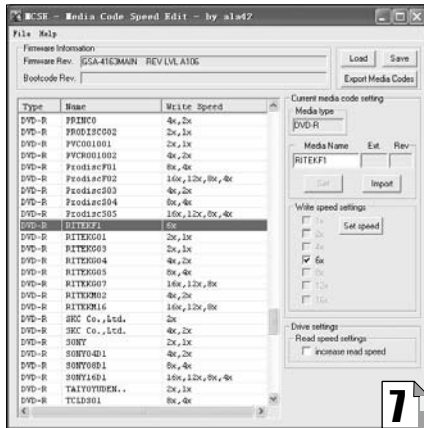 MCSE - Media Code Speed Edit - by ala42
File Help
Firmware Information
Firmware Rev. GSA-4163MAIN REV LVL A106
Bootcode Rev.
Load Save
Export Media Codes
Type Name Write Speed
DVD-R PRINCO 4x,2x
DVD-R PRODISCG02 2x,1x
DVD-R PVC001001 2x,1x
DVD-R PVCR001002 4x,2x
DVD-R ProdiscF01 8x,4x
DVD-R ProdiscF02 16x,12x,8x,4x
DVD-R ProdiscS03 4x,2x
DVD-R ProdiscS04 8x,4x
DVD-R ProdiscS05 16x,12x,8x,4x
DVD-R RITEKF1 6x
DVD-R RITEKG01 2x,1x
DVD-R RITEKG03 2x,1x
DVD-R RITEKG04 4x,2x
DVD-R RITEKG05 8x,4x
DVD-R RITEKG07 16x,12x,8x
DVD-R RITEKM02 4x,2x
DVD-R RITEKM16 16x,12x,8x
DVD-R SKC Co.,Ltd. 2x
DVD-R SKC Co.,Ltd. 4x,2x
DVD-R SONY 2x,1x
DVD-R SONY04D1 4x,2x
DVD-R SONY08D1 8x,4x
DVD-R SONY16D1 16x,12x,8x,4x
DVD-R TAIYOYUDEN.. 2x,1x
DVD-R TCLDS01 8x,4x
Current media code setting
Media type
DVD-R
Media Name Ext. Rev
RITEKF1
Set Import
Write speed settings
1x
2x
4x
6x
8x
12x
16x
Set speed
Drive settings
Read speed settings
increase read speed
7